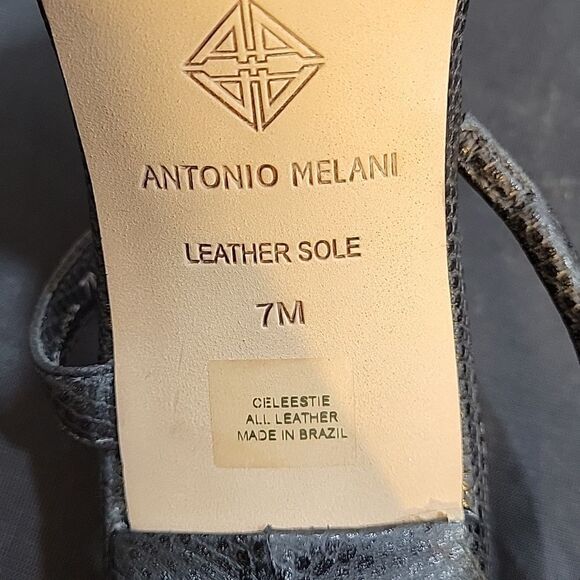 ANTONIO MELANI
LEATHER SOLE
7M
CELEESTIE
ALL LEATHER
MADE IN BRAZIL